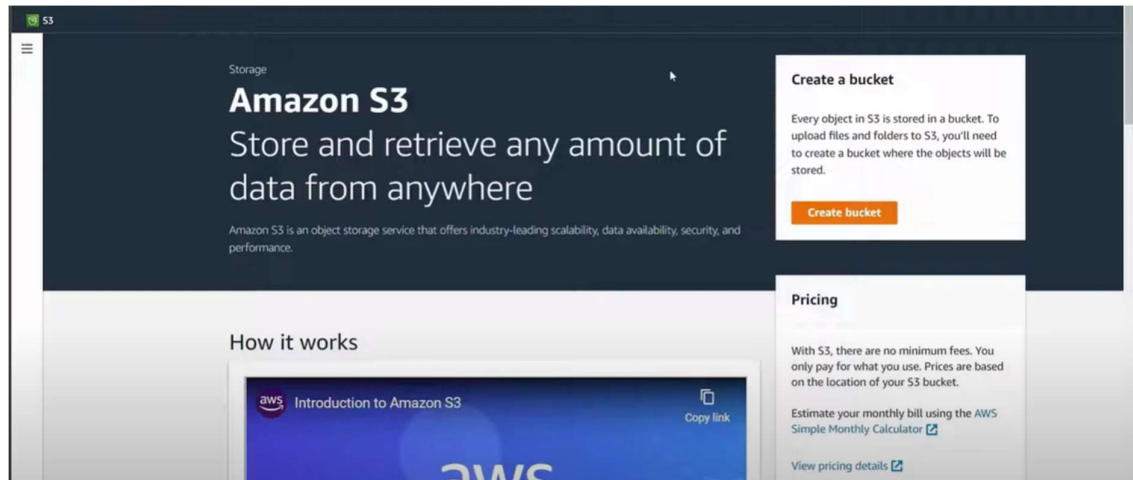 S3
Storage
Amazon S3
Store and retrieve any amount of
data from anywhere
Amazon S3 is an object storage service that offers industry-leading scalability, data availability, security, and
performance.
Create a bucket
Every object in S3 is stored in a bucket. To
upload files and folders to S3, you'll need
to create a bucket where the objects will be
stored.
Create bucket
How it works
aws
Introduction to Amazon S3
Copy link
aws
Pricing
With S3, there are no minimum fees. You
only pay for what you use. Prices are based
on the location of your S3 bucket.
Estimate your monthly bill using the AWS
Simple Monthly Calculator
View pricing details